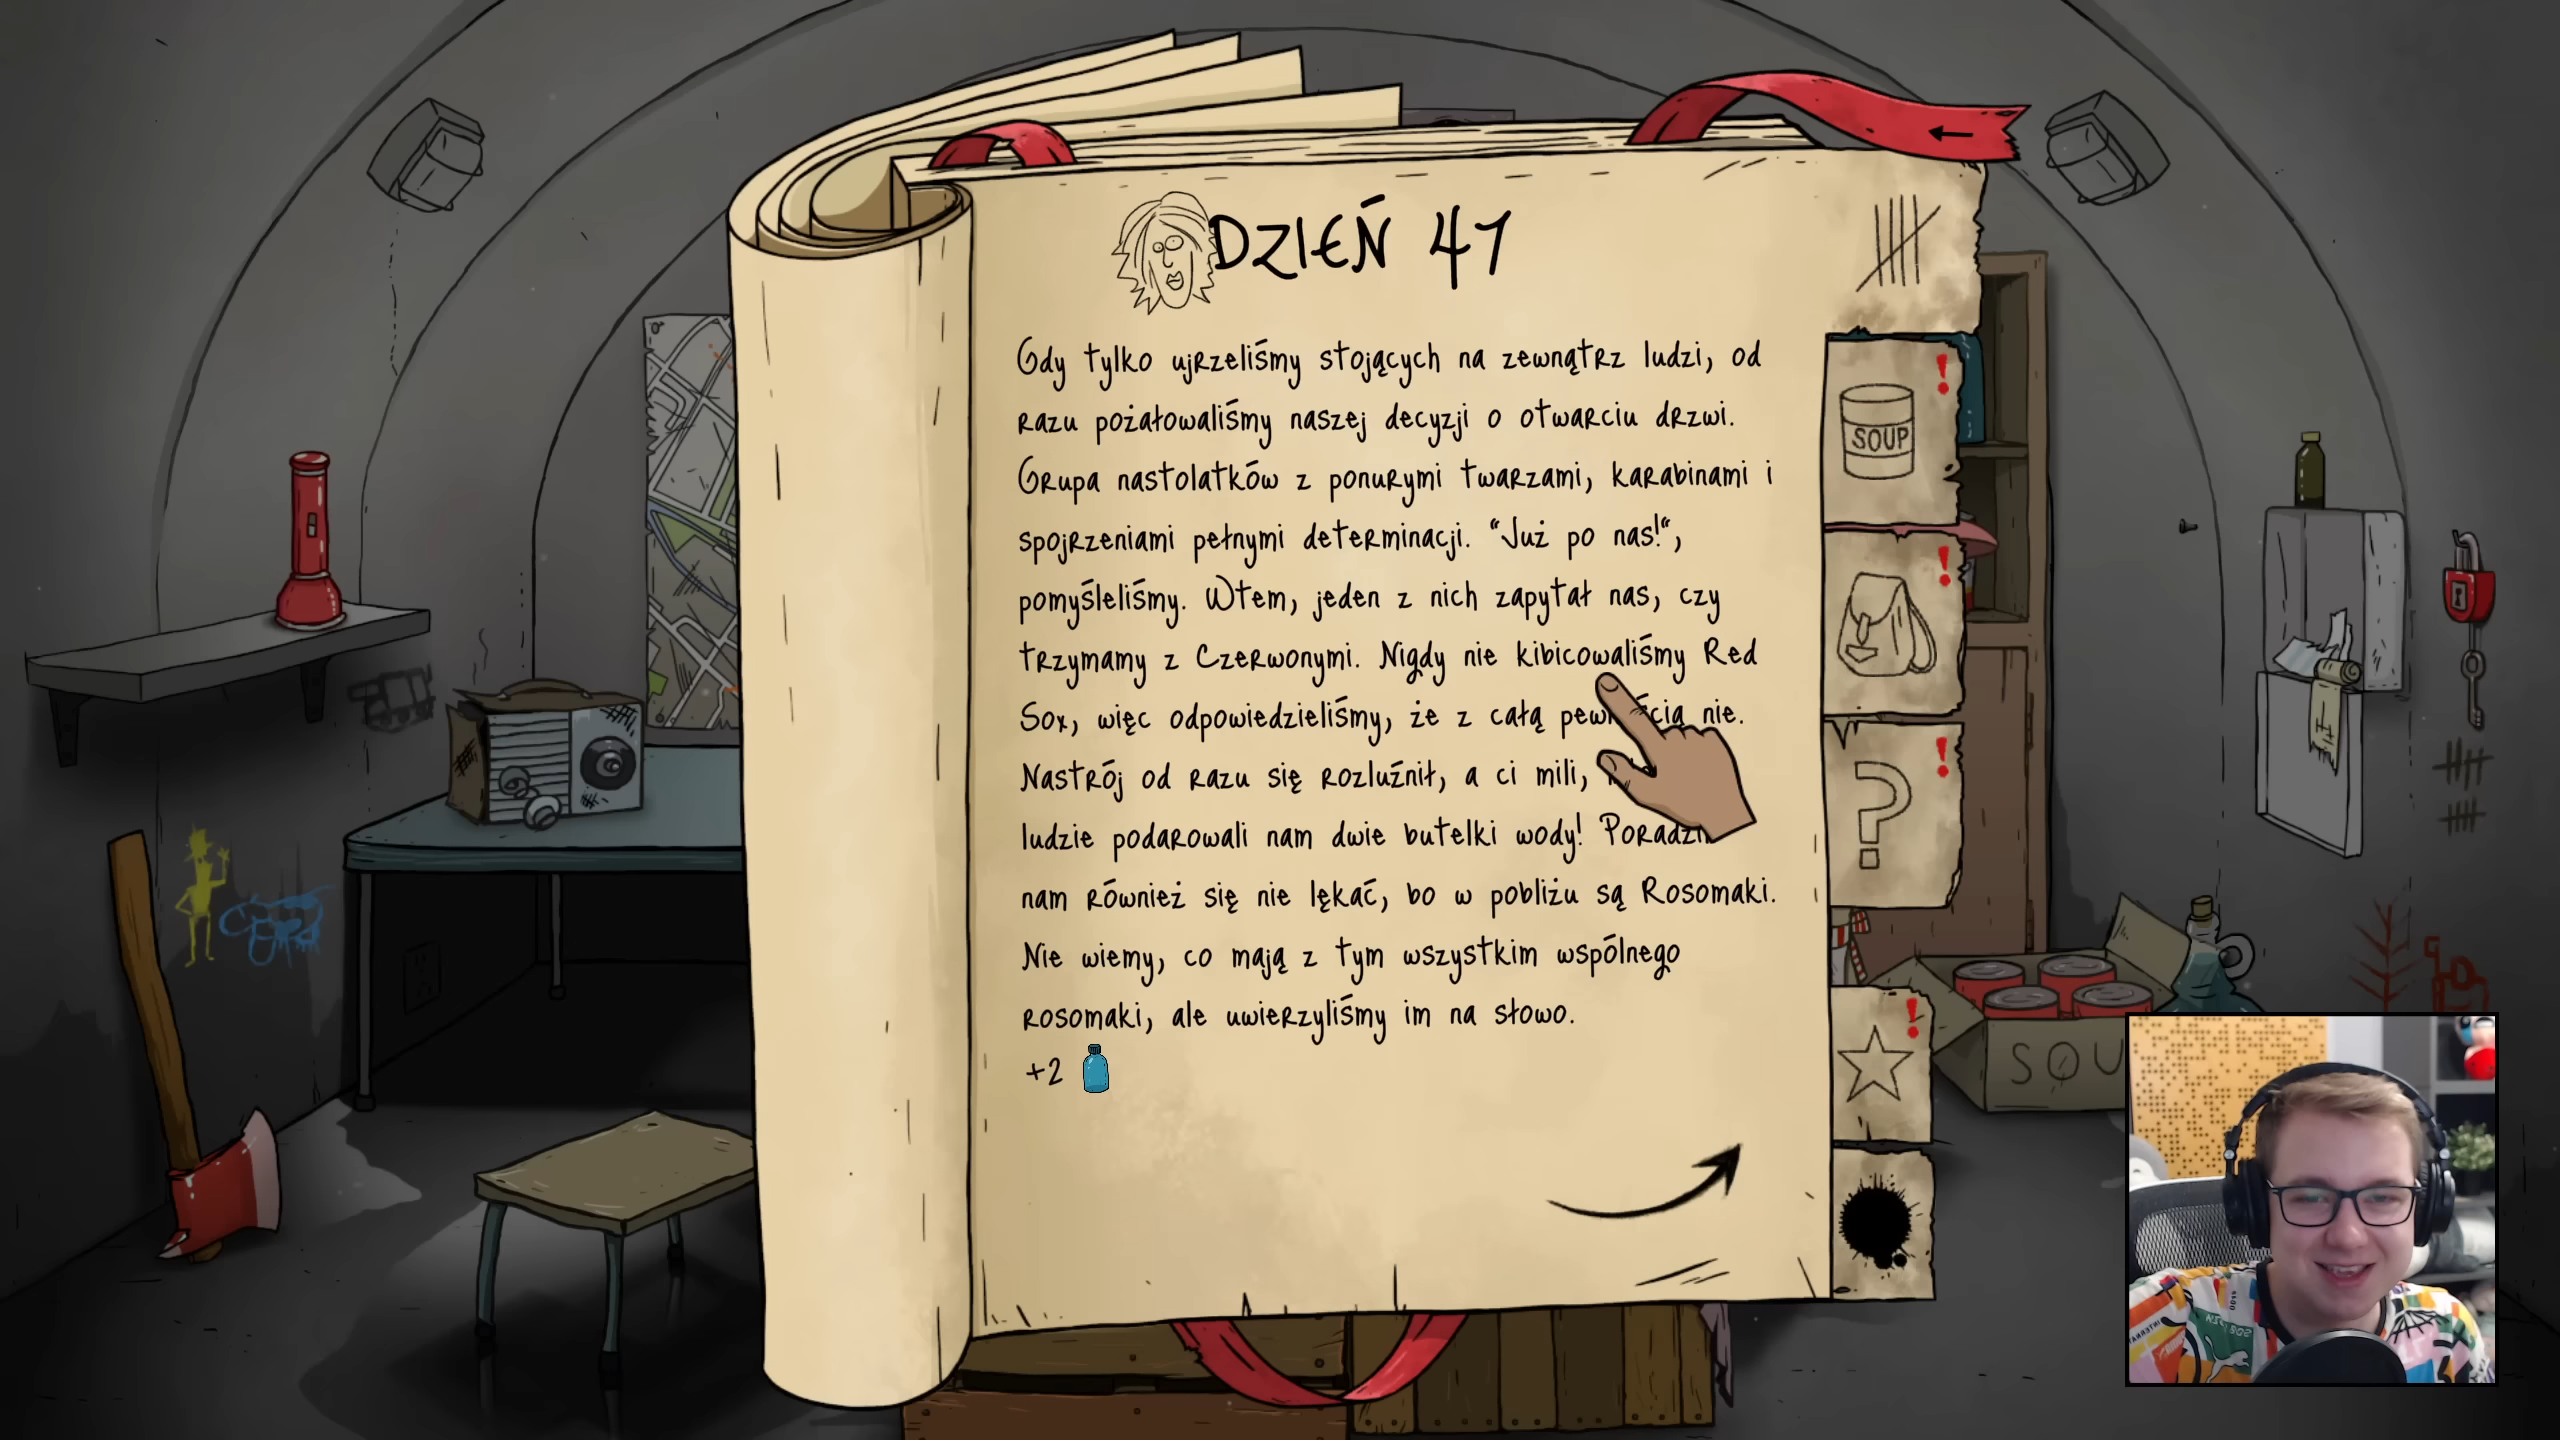 DZIEŃ 47
Gdy tylko ujrzeliśmy stojących na zewnątrz ludzi, od
razu pożałowaliśmy naszej decyzji o otwarciu drzwi.
Grupa nastolatków z ponurymi twarzami, karabinami i
spojrzeniami pełnymi determinacji. "Już po nas!",
pomyśleliśmy. Wtem, jeden z nich zapytał nas, czy
trzymamy z Czerwonymi. Nigdy nie kibicowaliśmy Red
Sox, więc odpowiedzieliśmy, że z całą pewnością nie.
Nastrój od razu się rozluźnił, a ci mili,
ludzie podarowali nam dwie butelki wody!
nam również się nie lękać, bo w pobliżu są Rosomaki.
Nie wiemy, co mają z tym wszystkim wspólnego
rosomaki, ale uwierzyliśmy im na słowo.
+2
SOUP
!
!
?
!
!
SOU